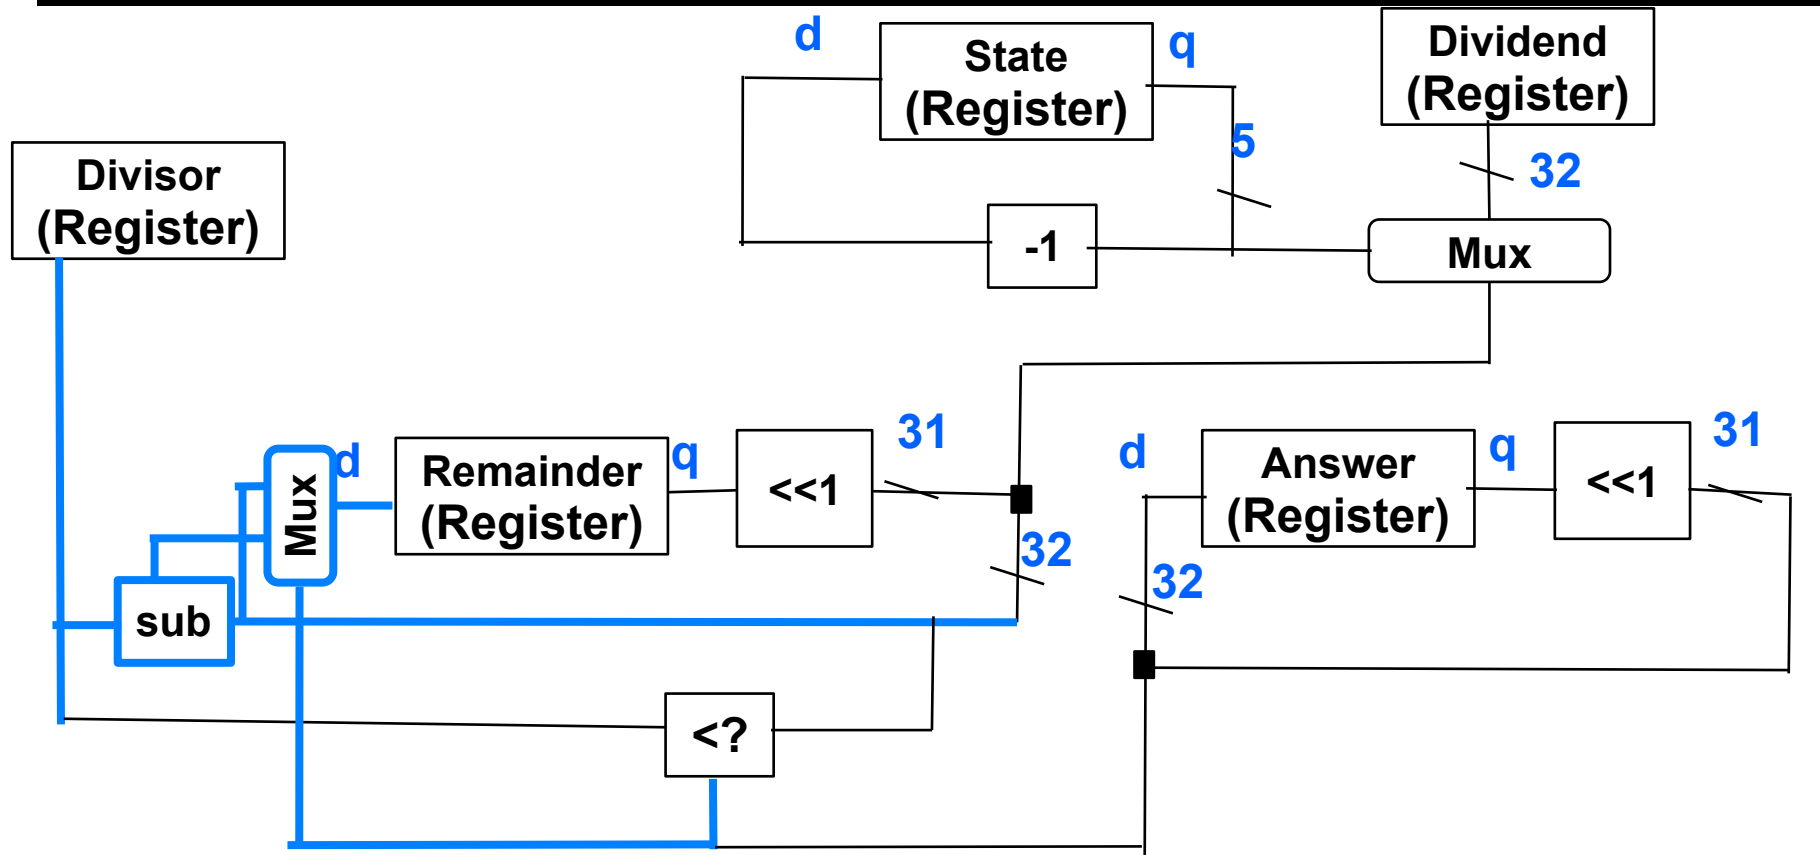 d
State
(Register)
q
Dividend
(Register)
5
32
Divisor
(Register)
-1
Mux
Mux
d
Remainder
(Register)
q
<<1
31
32
d
Answer
(Register)
q
<<1
31
32
sub
<?